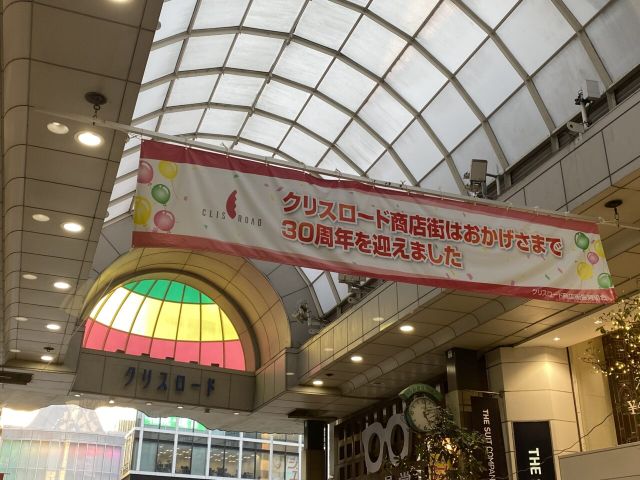 CLIS ROAD
クリスロード商店街はおかげさまで
30周年を迎えました
クリスロード
THE SUIT COMPANY
THE